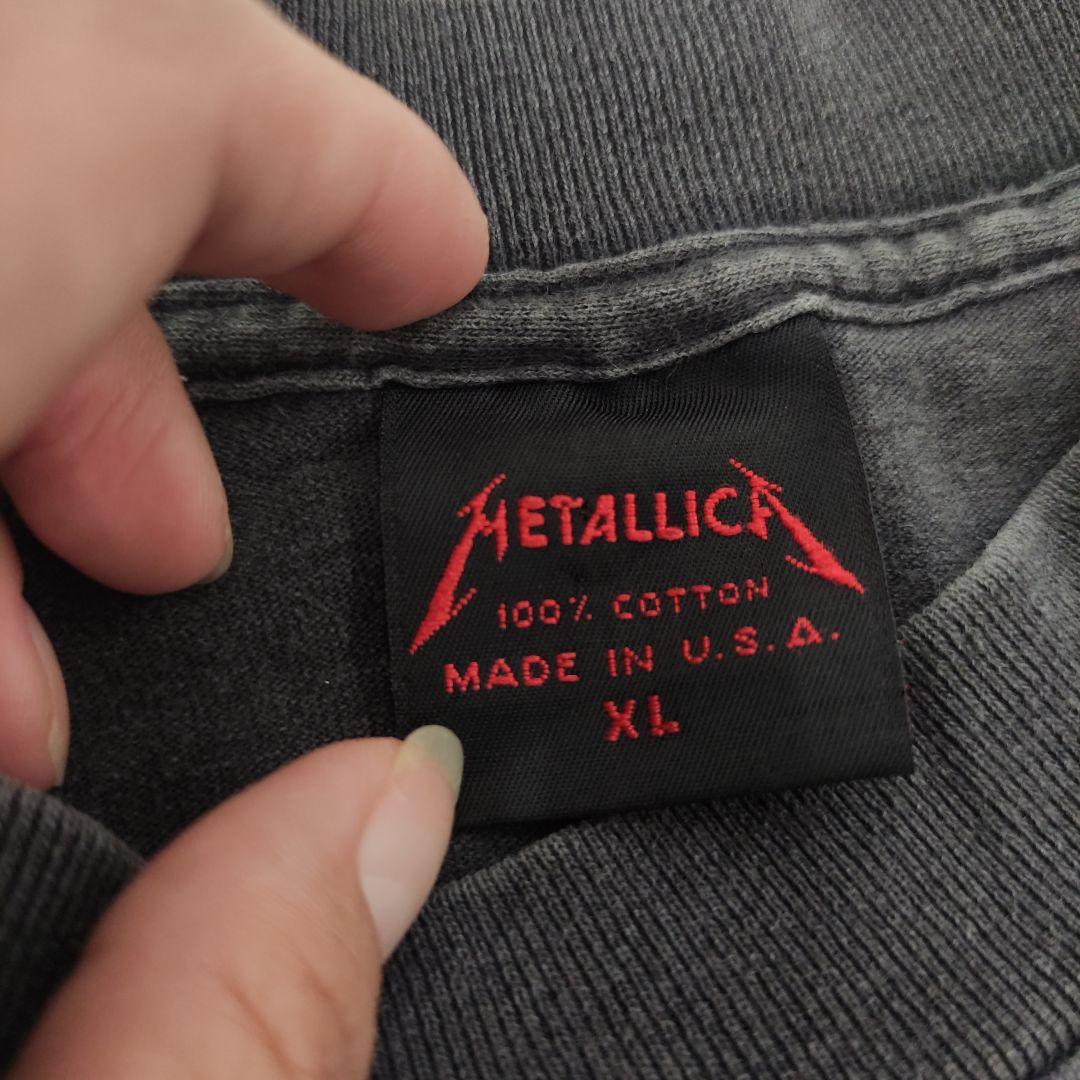 METALLICA
100% COTTON
MADE IN U.S.A.
XL